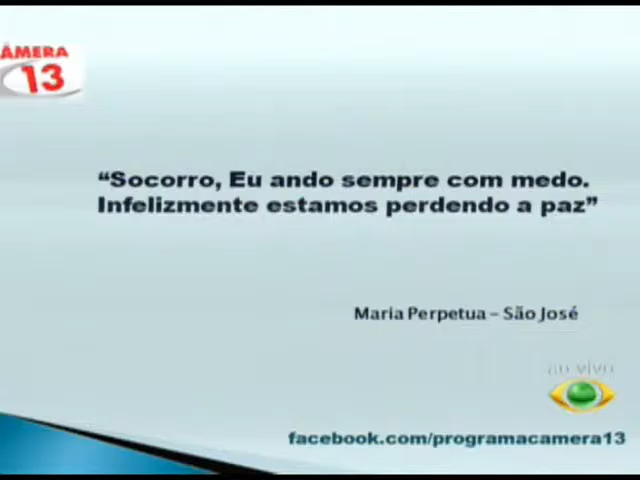 ÂMERA
13
“Socorro, Eu ando sempre com medo.
Infelizmente estamos perdendo a paz”
Maria Perpetua – São José
ao vivo
facebook.com/programacamera13